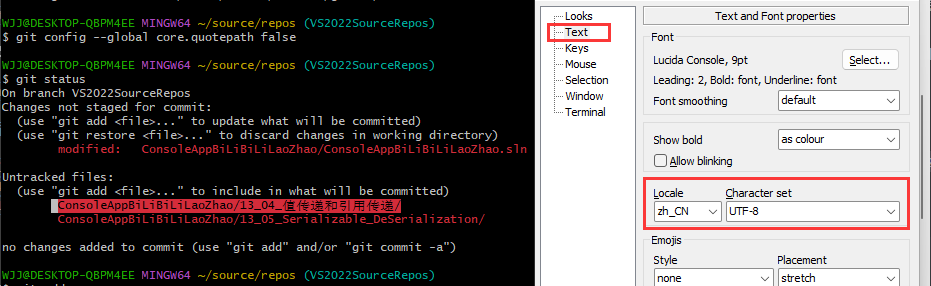 WJJ@DESKTOP-QBPM4EE MINGW64 ~/source/repos (VS2022SourceRepos)
$ git config --global core.quotepath false
WJJ@DESKTOP-QBPM4EE MINGW64 ~/source/repos (VS2022SourceRepos)
$ git status
On branch VS2022SourceRepos
Changes not staged for commit:
(use "git add <file>..." to update what will be committed)
(use "git restore <file>..." to discard changes in working directory)
modified: ConsoleAppBiLiBiLiLaoZhao/ConsoleAppBiLiBiLiLaoZhao.sln
Untracked files:
(use "git add <file>..." to include in what will be committed)
ConsoleAppBiLiBiLiLaoZhao/13_04_值传递和引用传递/
ConsoleAppBiLiBiLiLaoZhao/13_05_Serializable_DeSerialization/
no changes added to commit (use "git add" and/or "git commit -a")
WJJ@DESKTOP-QBPM4EE MINGW64 ~/source/repos (VS2022SourceRepos)
Looks
Text
Keys
Mouse
Selection
Window
Terminal
Text and Font properties
Font
Lucida Console, 9pt
Select...
Leading: 2, Bold: font, Underline: font
Font smoothing
default
Show bold
as colour
Allow blinking
Locale
Character set
zh_CN
UTF-8
Emojis
Style
Placement
none
stretch